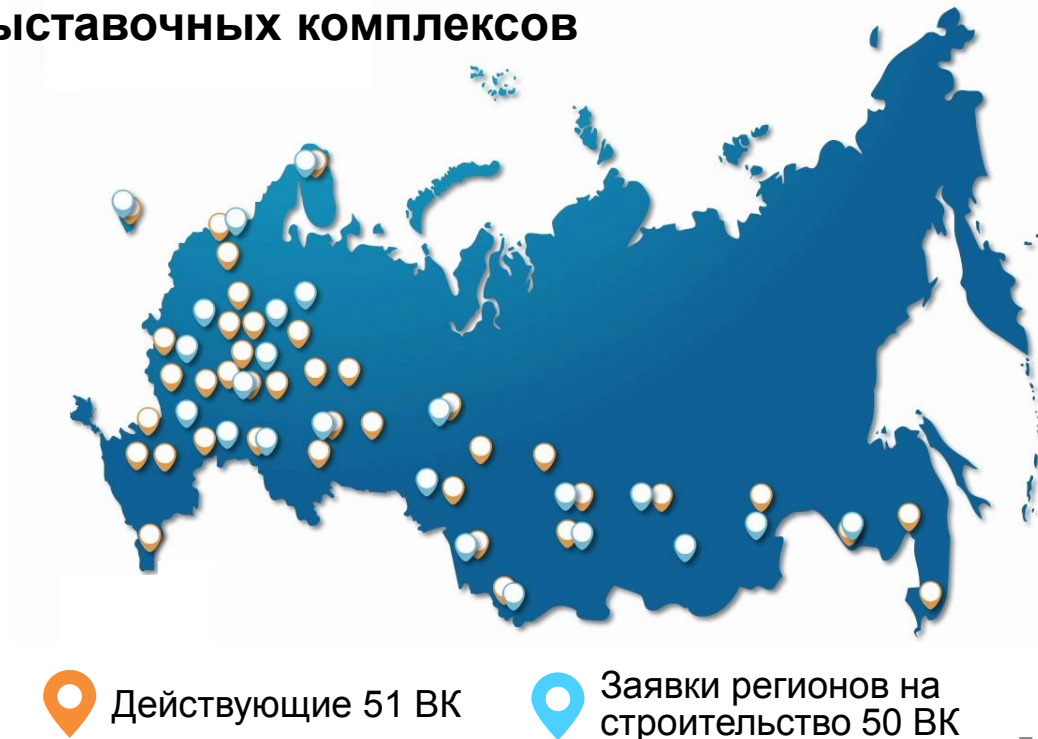 ыставочных комплексов
Действующие 51 ВК
Заявки регионов на
строительство 50 ВК